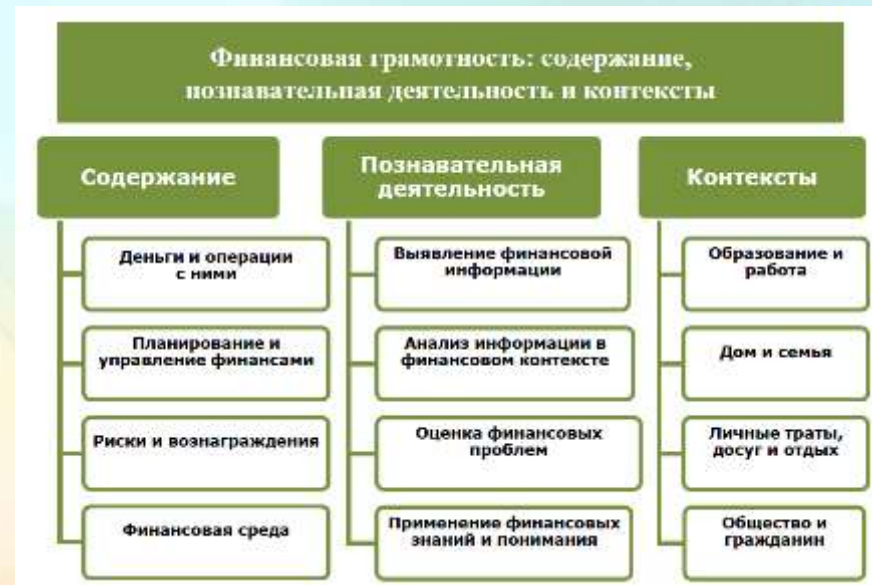 Финансовая грамотность: содержание,
познавательная деятельность и контексты
Содержание
Деньги и операции
с ними
Планирование и
управление финансами
Риски и вознаграждения
Финансовая среда
Познавательная
деятельность
Выявление финансовой
информации
Анализ информации в
финансовом контексте
Оценка финансовых
проблем
Применение финансовых
знаний и понимания
Контексты
Образование и
работа
Дом и семья
Личные траты,
досуг и отдых
Общество и
гражданин